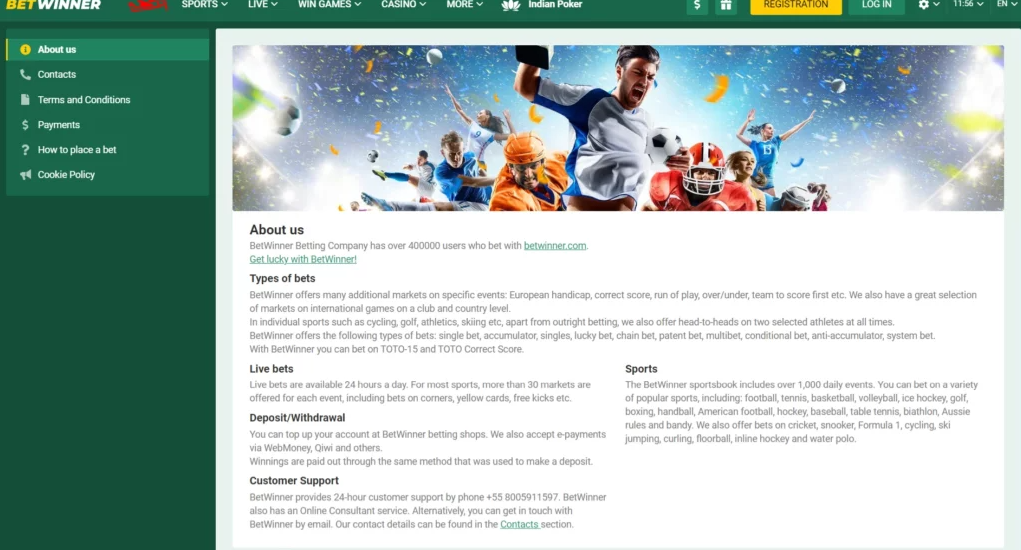 BETWINNER
SPORTS
LIVE
WIN GAMES
CASINO
MORE
Indian Poker
$
REGISTRATION
LOG IN
11:56
EN
About us
Contacts
Terms and Conditions
Payments
How to place a bet
Cookie Policy
15
About us
BetWinner Betting Company has over 400000 users who bet with betwinner.com.
Get lucky with BetWinner!
Types of bets
BetWinner offers many additional markets on specific events: European handicap, correct score, run of play, over/under, team to score first etc. We also have a great selection
of markets on international games on a club and country level.
In individual sports such as cycling, golf, athletics, skiing etc, apart from outright betting, we also offer head-to-heads on two selected athletes at all times.
BetWinner offers the following types of bets: single bet, accumulator, singles, lucky bet, chain bet, patent bet, multibet, conditional bet, anti-accumulator, system bet.
With BetWinner you can bet on TOTO-15 and TOTO Correct Score.
Live bets
Live bets are available 24 hours a day. For most sports, more than 30 markets are
offered for each event, including bets on corners, yellow cards, free kicks etc.
Deposit/Withdrawal
You can top up your account at BetWinner betting shops. We also accept e-payments
via WebMoney, Qiwi and others.
Winnings are paid out through the same method that was used to make a deposit.
Customer Support
BetWinner provides 24-hour customer support by phone +55 8005911597. BetWinner
also has an Online Consultant service. Alternatively, you can get in touch with
BetWinner by email. Our contact details can be found in the Contacts section.
Sports
The BetWinner sportsbook includes over 1,000 daily events. You can bet on a variety
of popular sports, including: football, tennis, basketball, volleyball, ice hockey, golf,
boxing, handball, American football, hockey, baseball, table tennis, biathlon, Aussie
rules and bandy. We also offer bets on cricket, snooker, Formula 1, cycling, ski
jumping, curling, floorball, inline hockey and water polo.